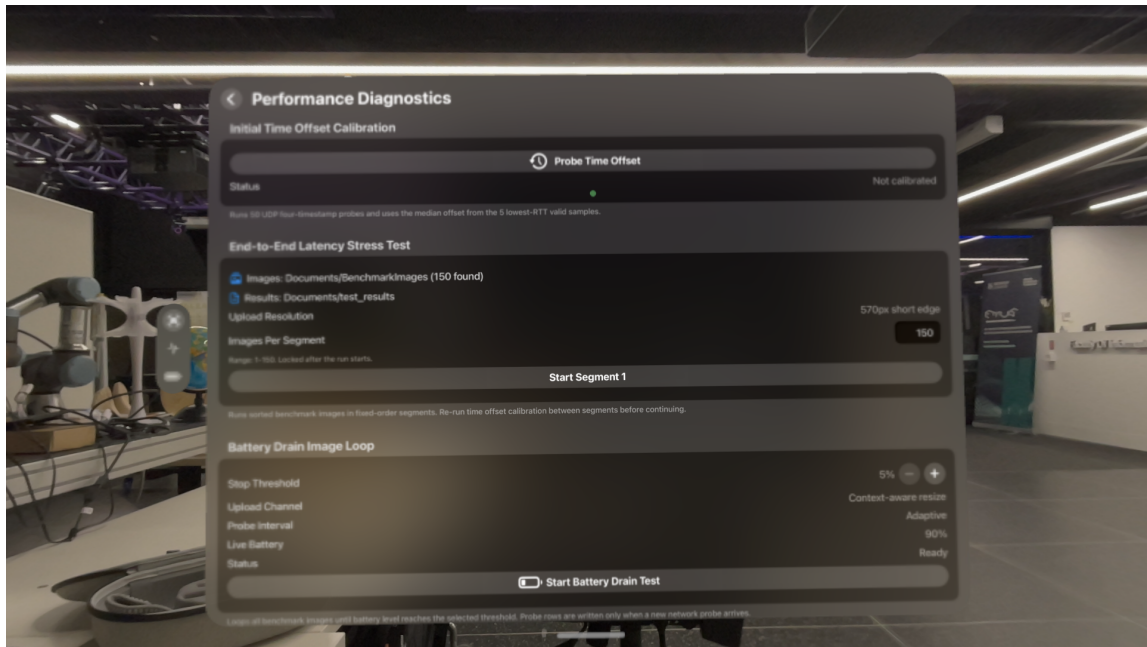 Performance Diagnostics
Initial Time Offset Calibration
Probe Time Offset
Status Not calibrated
Runs 50 UDP four-timestamp probes and uses the median offset from the 5 lowest-RTT valid samples.
End-to-End Latency Stress Test
Images: Documents/BenchmarkImages (150 found)
Results: Documents/test_results
Upload Resolution 570px short edge
Images Per Segment 150
Range: 1-150. Locked after the run starts.
Start Segment 1
Runs sorted benchmark images in fixed-order segments. Re-run time offset calibration between segments before continuing.
Battery Drain Image Loop
Stop Threshold 5% − +
Upload Channel Context-aware resize
Probe Interval Adaptive
Live Battery 90%
Status Ready
Start Battery Drain Test
Loops all benchmark images until battery level reaches the selected threshold. Probe rows are written only when a new network probe arrives.